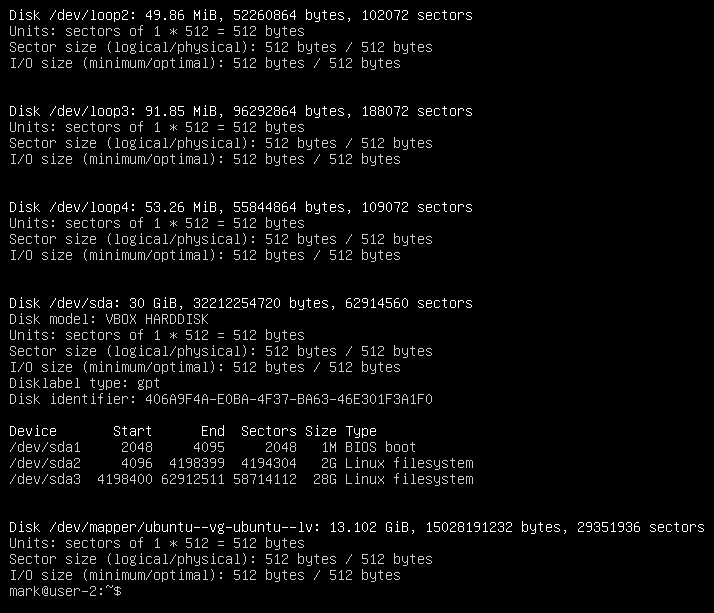 Disk /dev/loop2: 49.86 MiB, 52260864 bytes, 102072 sectors
Units: sectors of 1 * 512 = 512 bytes
Sector size (logical/physical): 512 bytes / 512 bytes
I/O size (minimum/optimal): 512 bytes / 512 bytes
Disk /dev/loop3: 91.85 MiB, 96292864 bytes, 188072 sectors
Units: sectors of 1 * 512 = 512 bytes
Sector size (logical/physical): 512 bytes / 512 bytes
I/O size (minimum/optimal): 512 bytes / 512 bytes
Disk /dev/loop4: 53.26 MiB, 55844864 bytes, 109072 sectors
Units: sectors of 1 * 512 = 512 bytes
Sector size (logical/physical): 512 bytes / 512 bytes
I/O size (minimum/optimal): 512 bytes / 512 bytes
Disk /dev/sda: 30 GiB, 32212254720 bytes, 62914560 sectors
Disk model: VBOX HARDDISK
Units: sectors of 1 * 512 = 512 bytes
Sector size (logical/physical): 512 bytes / 512 bytes
I/O size (minimum/optimal): 512 bytes / 512 bytes
Disklabel type: gpt
Disk identifier: 406A9F4A-E0BA-4F37-BA63-46E301F3A1F0
Device       Start      End  Sectors Size Type
/dev/sda1     2048     4095     2048   1M BIOS boot
/dev/sda2     4096  4198399  4194304   2G Linux filesystem
/dev/sda3  4198400 62912511 58714112  28G Linux filesystem
Disk /dev/mapper/ubuntu--vg-ubuntu--lv: 13.102 GiB, 15028191232 bytes, 29351936 sectors
Units: sectors of 1 * 512 = 512 bytes
Sector size (logical/physical): 512 bytes / 512 bytes
I/O size (minimum/optimal): 512 bytes / 512 bytes
mark@user-2:~$